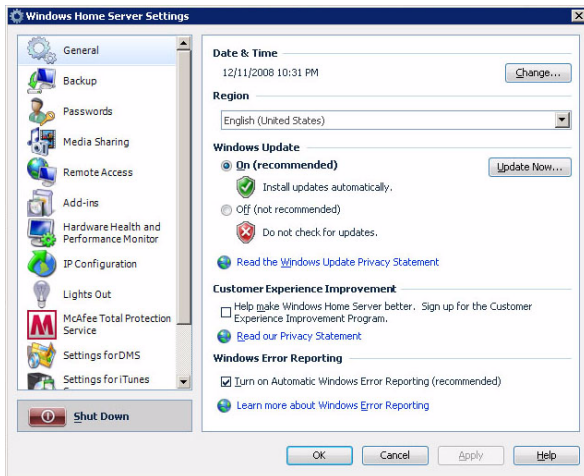 Windows Home Server Settings
General
Backup
Passwords
Media Sharing
Remote Access
Add-ins
Hardware Health and
Performance Monitor
IP Configuration
Lights Out
McAfee Total Protection
Service
Settings for DMS
Settings for iTunes
Shut Down
Date & Time
12/11/2008 10:31 PM
Change...
Region
English (United States)
Windows Update
On (recommended)
Update Now...
Install updates automatically.
Off (not recommended)
Do not check for updates.
Read the Windows Update Privacy Statement
Customer Experience Improvement
Help make Windows Home Server better. Sign up for the Customer
Experience Improvement Program.
Read our Privacy Statement
Windows Error Reporting
Turn on Automatic Windows Error Reporting (recommended)
Learn more about Windows Error Reporting
OK
Cancel
Apply
Help